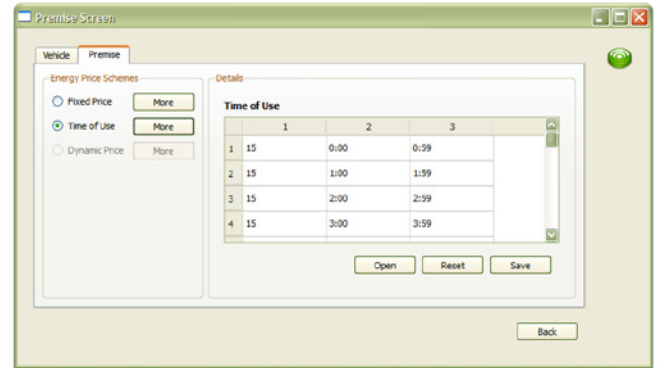 Premise Screen
Vehicle Premise
Energy Price Schemes
Fixed Price More
Time of Use More
Dynamic Price More
Details
Time of Use
1 2 3
1 15 0:00 0:59
2 15 1:00 1:59
3 15 2:00 2:59
4 15 3:00 3:59
Open Reset Save
Back